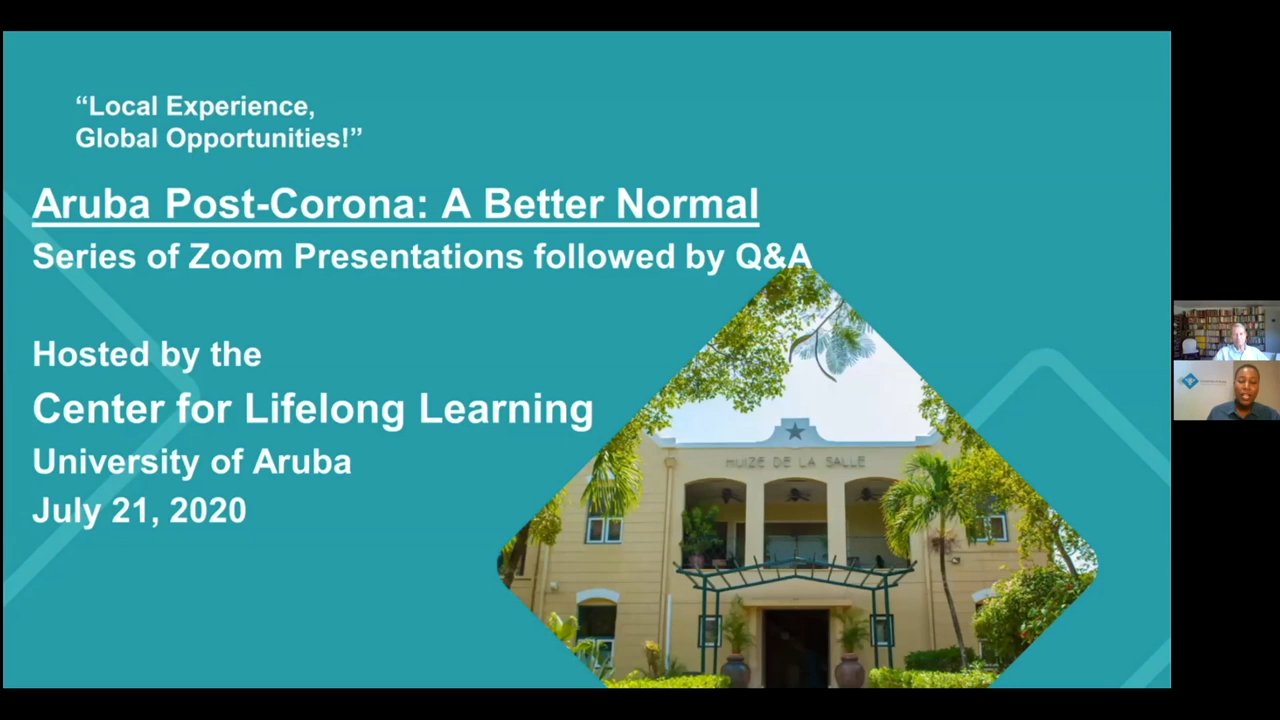 “Local Experience,
Global Opportunities!”
Aruba Post-Corona: A Better Normal
Series of Zoom Presentations followed by Q&A
Hosted by the
Center for Lifelong Learning
University of Aruba
July 21, 2020
HUIZE DE LA SALLE